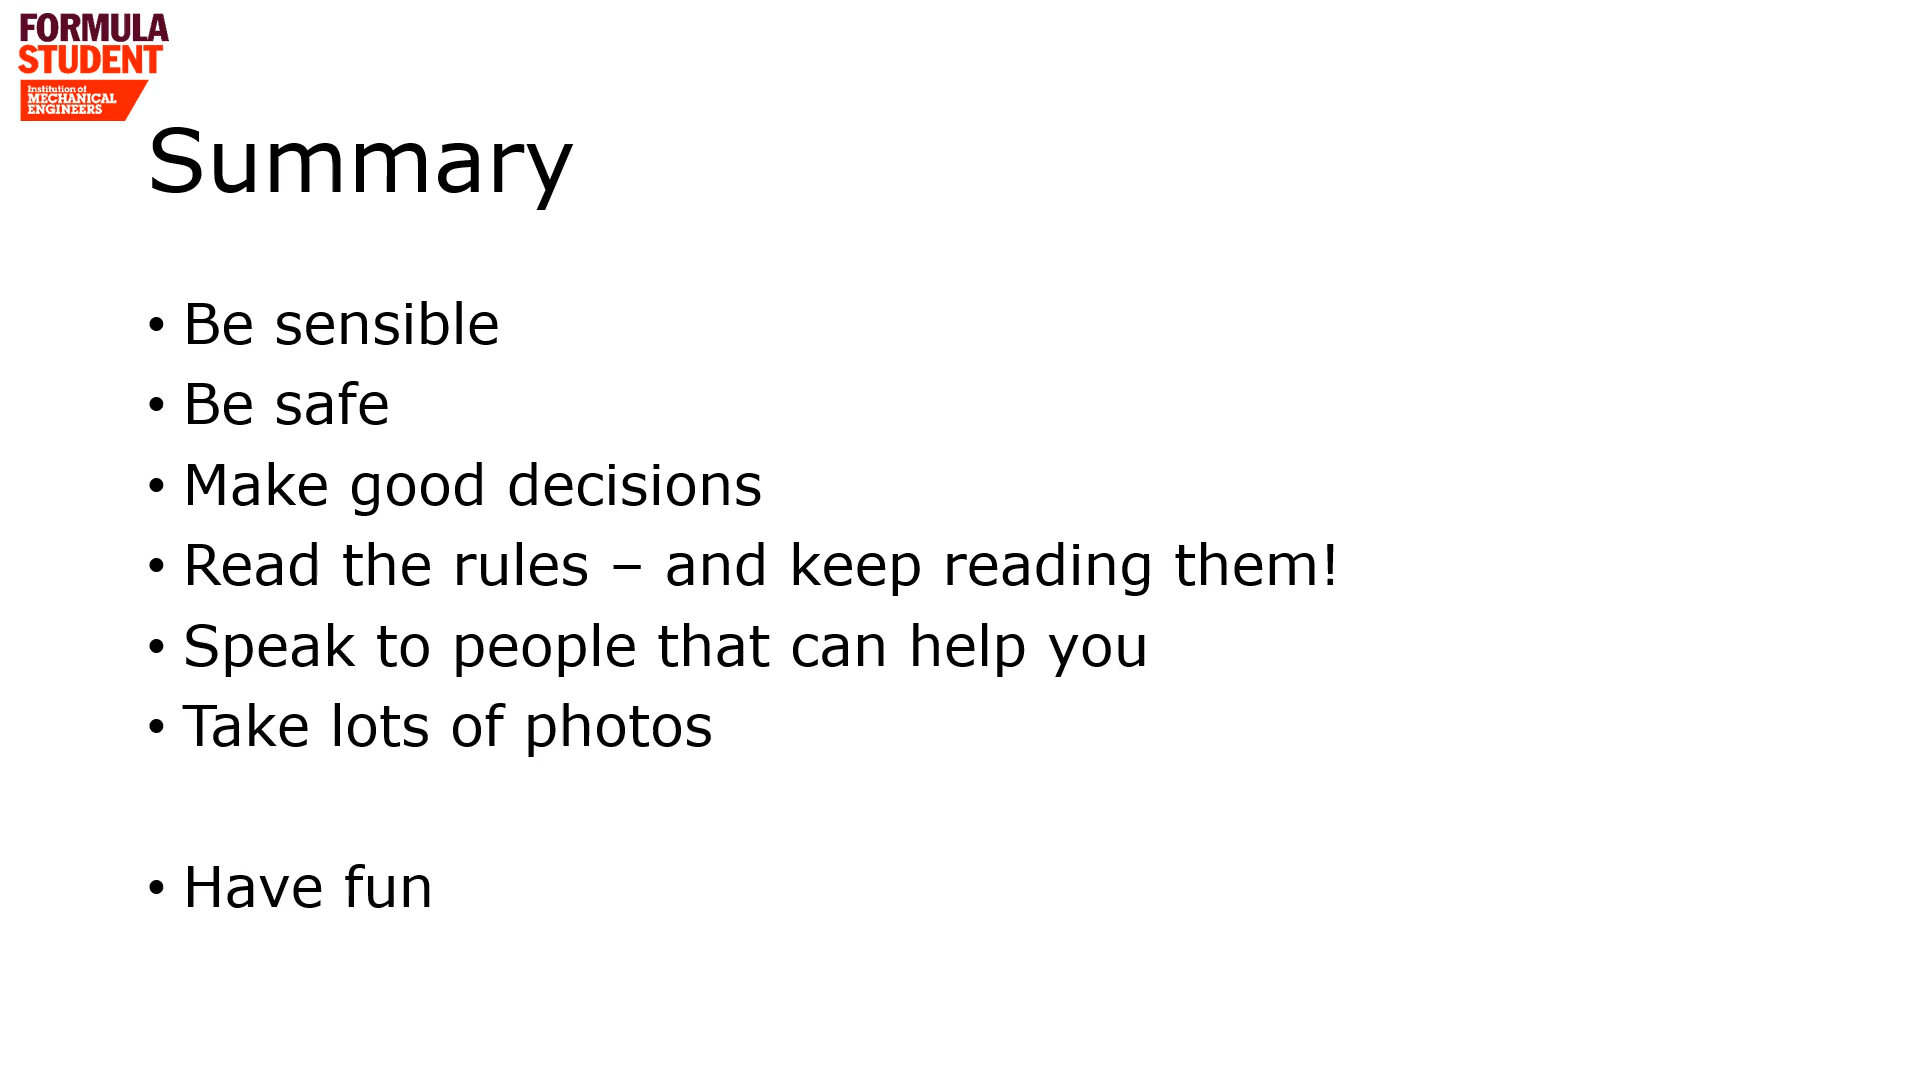 FORMULA
STUDENT
Institution of
MECHANICAL
ENGINEERS
Summary
• Be sensible
• Be safe
• Make good decisions
• Read the rules – and keep reading them!
• Speak to people that can help you
• Take lots of photos
• Have fun